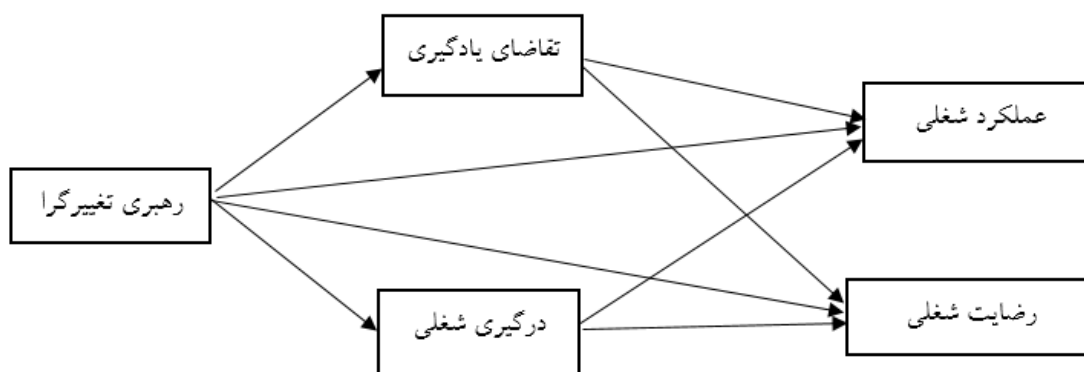 تقاضای یادگیری
عملکرد شغلی
رهبری تغییرگرا
درگیری شغلی
رضایت شغلی